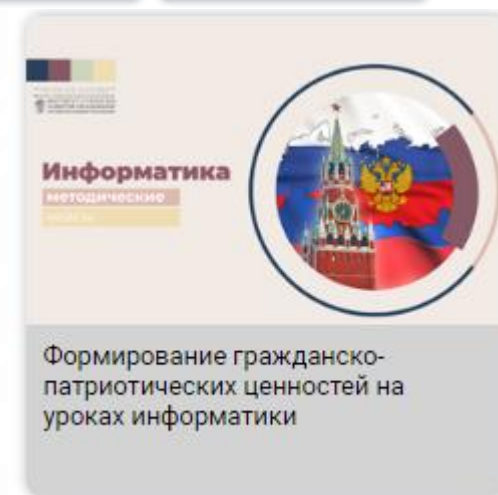 Информатика
методические
Формирование гражданско-
патриотических ценностей на
уроках информатики